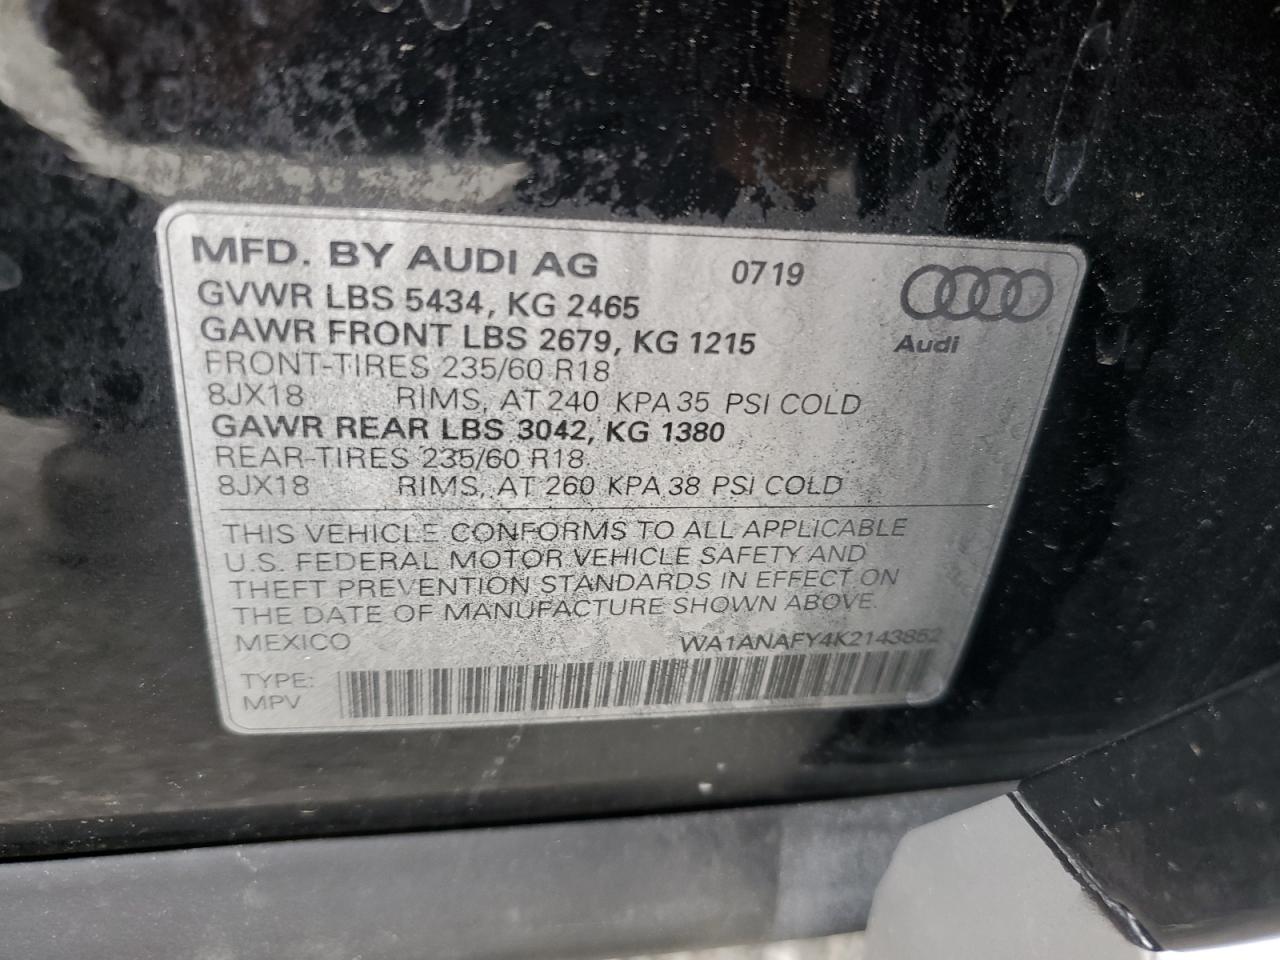 MFD. BY AUDI AG 0719
GVWR LBS 5434, KG 2465
GAWR FRONT LBS 2679, KG 1215
Audi
FRONT-TIRES 235/60 R18
8JX18 RIMS, AT 240 KPA 35 PSI COLD
GAWR REAR LBS 3042, KG 1380
REAR-TIRES 235/60 R18
8JX18 RIMS, AT 260 KPA 38 PSI COLD
THIS VEHICLE CONFORMS TO ALL APPLICABLE
U.S. FEDERAL MOTOR VEHICLE SAFETY AND
THEFT PREVENTION STANDARDS IN EFFECT ON
THE DATE OF MANUFACTURE SHOWN ABOVE.
MEXICO WA1ANAFY4K2143852
TYPE:
MPV